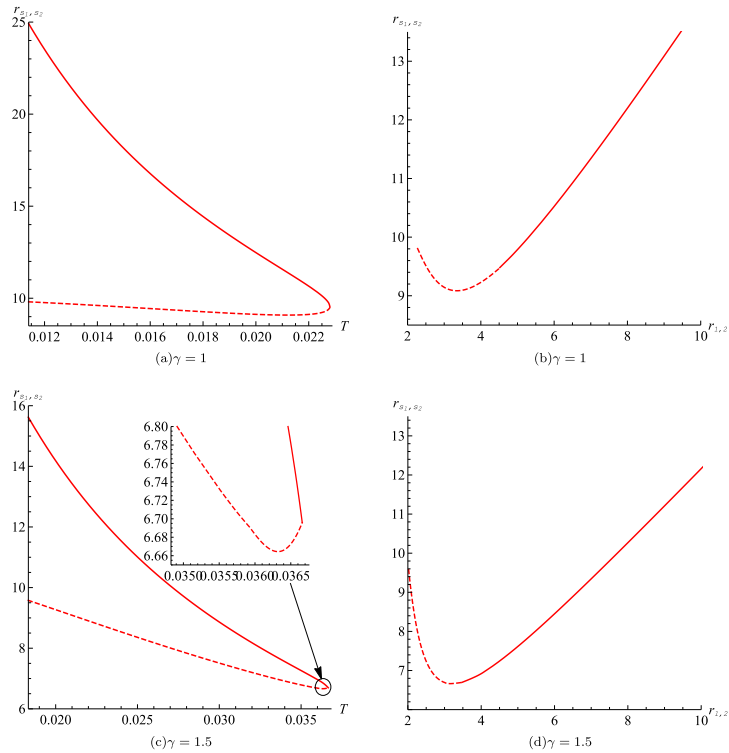 r_{s_1,s_2}
25
20
15
10
0.012 0.014 0.016 0.018 0.020 0.022 T
(a)γ = 1
r_{s_1,s_2}
13
12
11
10
9
2 4 6 8 10 r_{1,2}
(b)γ = 1
r_{s_1,s_2}
16
14
12
10
8
6
0.020 0.025 0.030 0.035 T
6.80
6.78
6.76
6.74
6.72
6.70
6.68
6.66
0.0350 0.0355 0.0360 0.0365
(c)γ = 1.5
r_{s_1,s_2}
13
12
11
10
9
8
7
6
2 4 6 8 10 r_{1,2}
(d)γ = 1.5